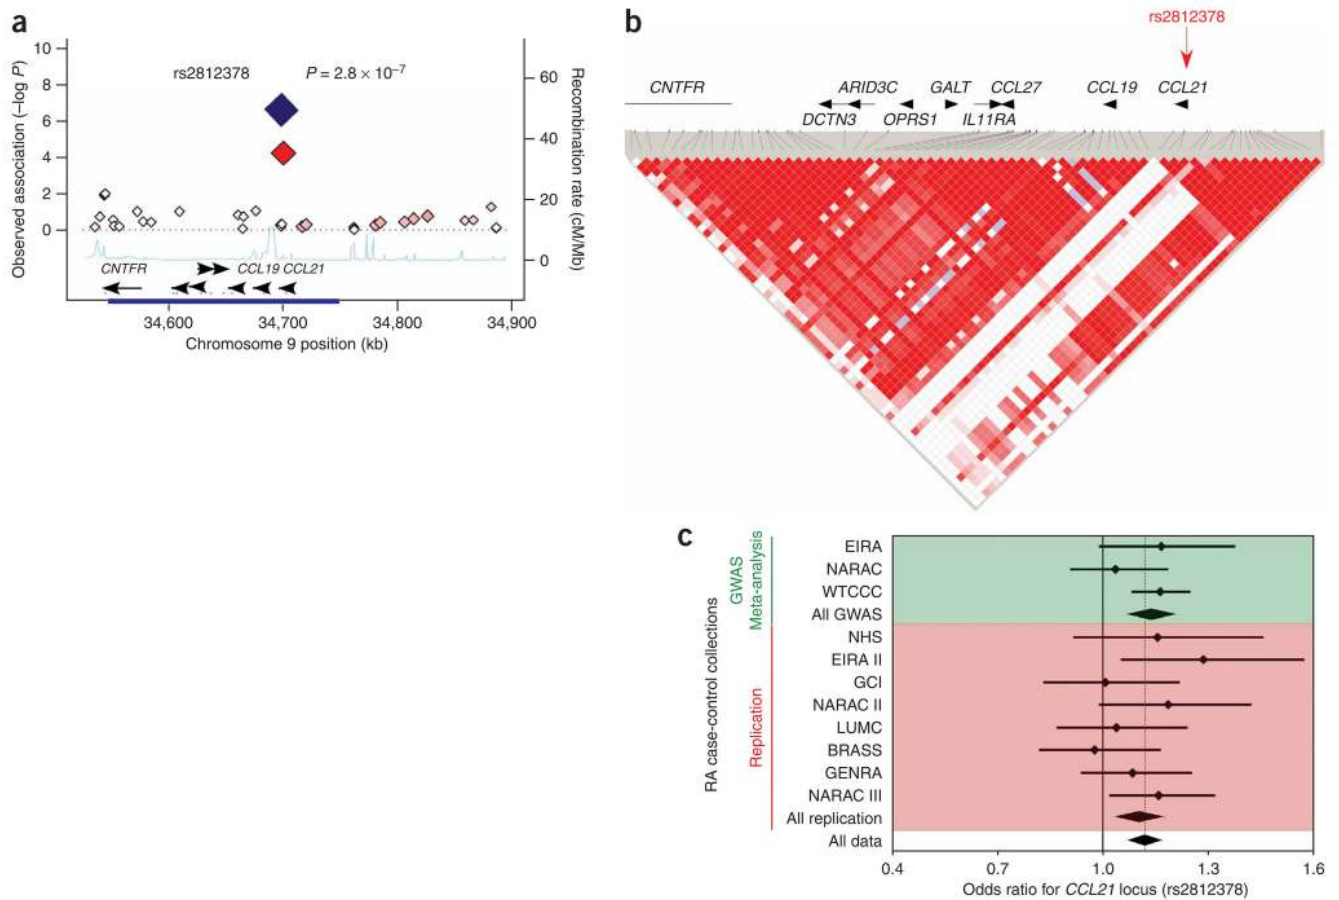 a
rs2812378
P = 2.8 × 10⁻⁷
Observed association (–log P)
10
8
6
4
2
0
Recombination rate (cM/Mb)
60
40
20
0
CNTFR
CCL19 CCL21
34,600
34,700
34,800
34,900
Chromosome 9 position (kb)
b
rs2812378
CNTFR
ARID3C
GALT
CCL27
CCL19
CCL21
DCTN3
OPRS1
IL11RA
c
RA case-control collections
GWAS
Meta-analysis
Replication
EIRA
NARAC
WTCCC
All GWAS
NHS
EIRA II
GCI
NARAC II
LUMC
BRASS
GENRA
NARAC III
All replication
All data
0.4
0.7
1.0
1.3
1.6
Odds ratio for CCL21 locus (rs2812378)